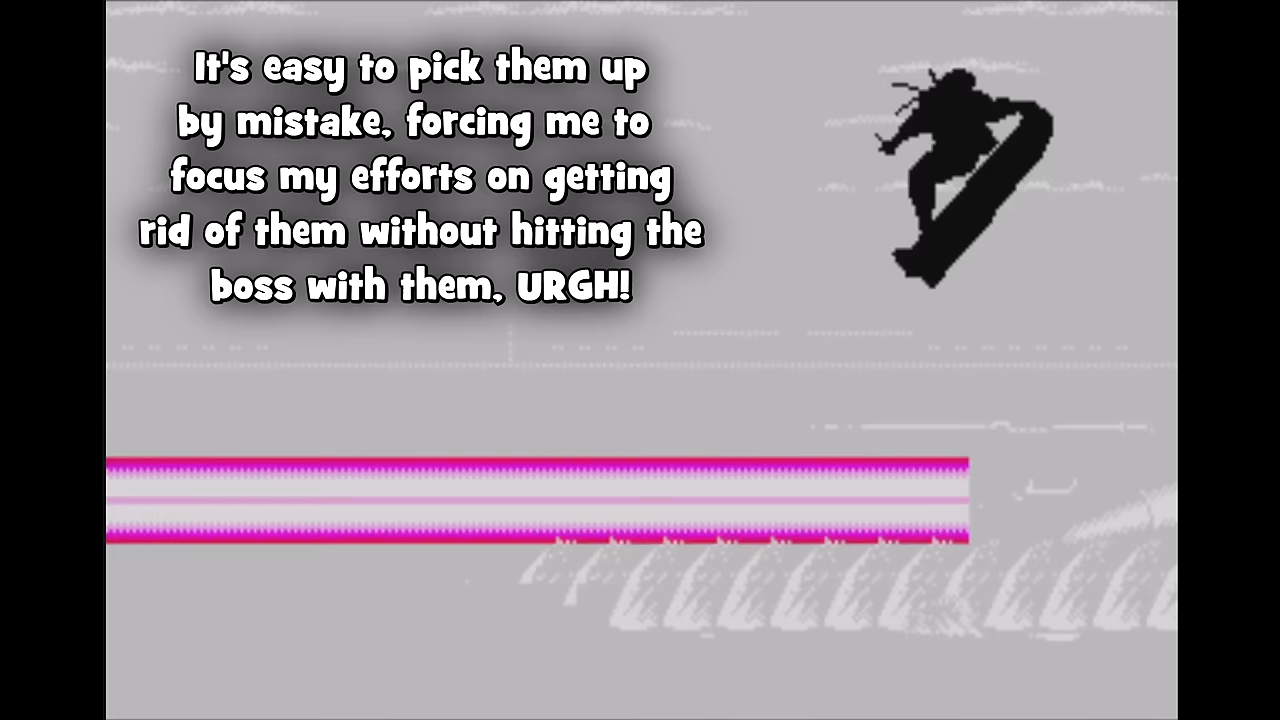 It's easy to pick them up
by mistake, forcing me to
focus my efforts on getting
rid of them without hitting the
boss with them, URGH!